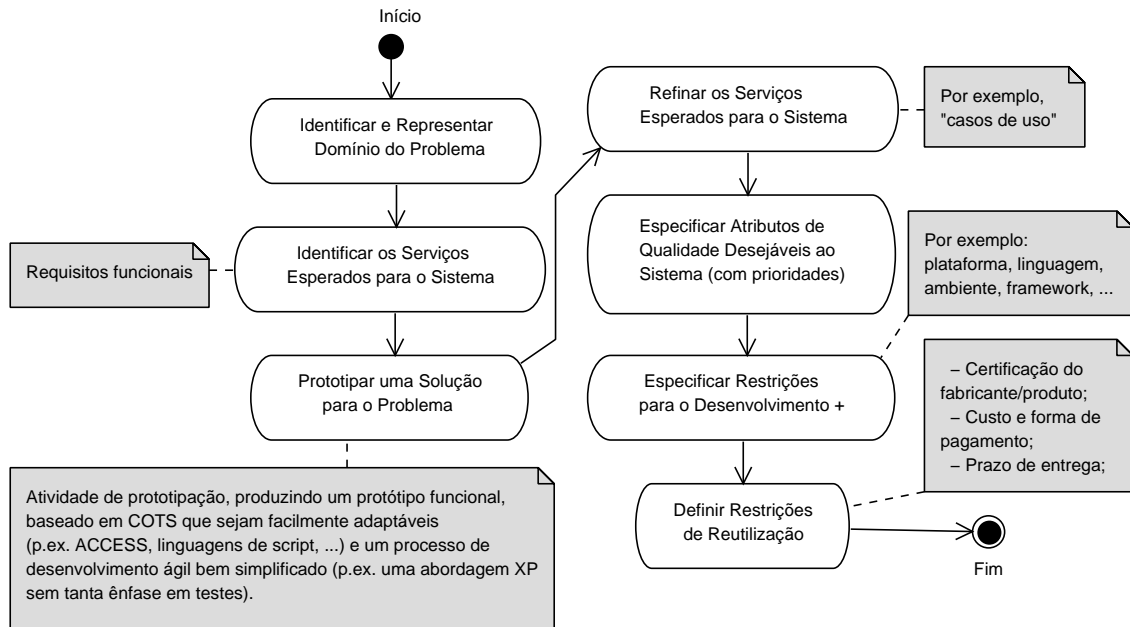 Início
Identificar e Representar
Domínio do Problema
Requisitos funcionais
Identificar os Serviços
Esperados para o Sistema
Prototipar uma Solução
para o Problema
Atividade de prototipação, produzindo um protótipo funcional,
baseado em COTS que sejam facilmente adaptáveis
(p.ex. ACCESS, linguagens de script, ...) e um processo de
desenvolvimento ágil bem simplificado (p.ex. uma abordagem XP
sem tanta ênfase em testes).
Refinar os Serviços
Esperados para o Sistema
Por exemplo,
"casos de uso"
Especificar Atributos de
Qualidade Desejáveis ao
Sistema (com prioridades)
Por exemplo:
plataforma, linguagem,
ambiente, framework, ...
Especificar Restrições
para o Desenvolvimento +
– Certificação do
fabricante/produto;
– Custo e forma de
pagamento;
– Prazo de entrega;
Definir Restrições
de Reutilização
Fim